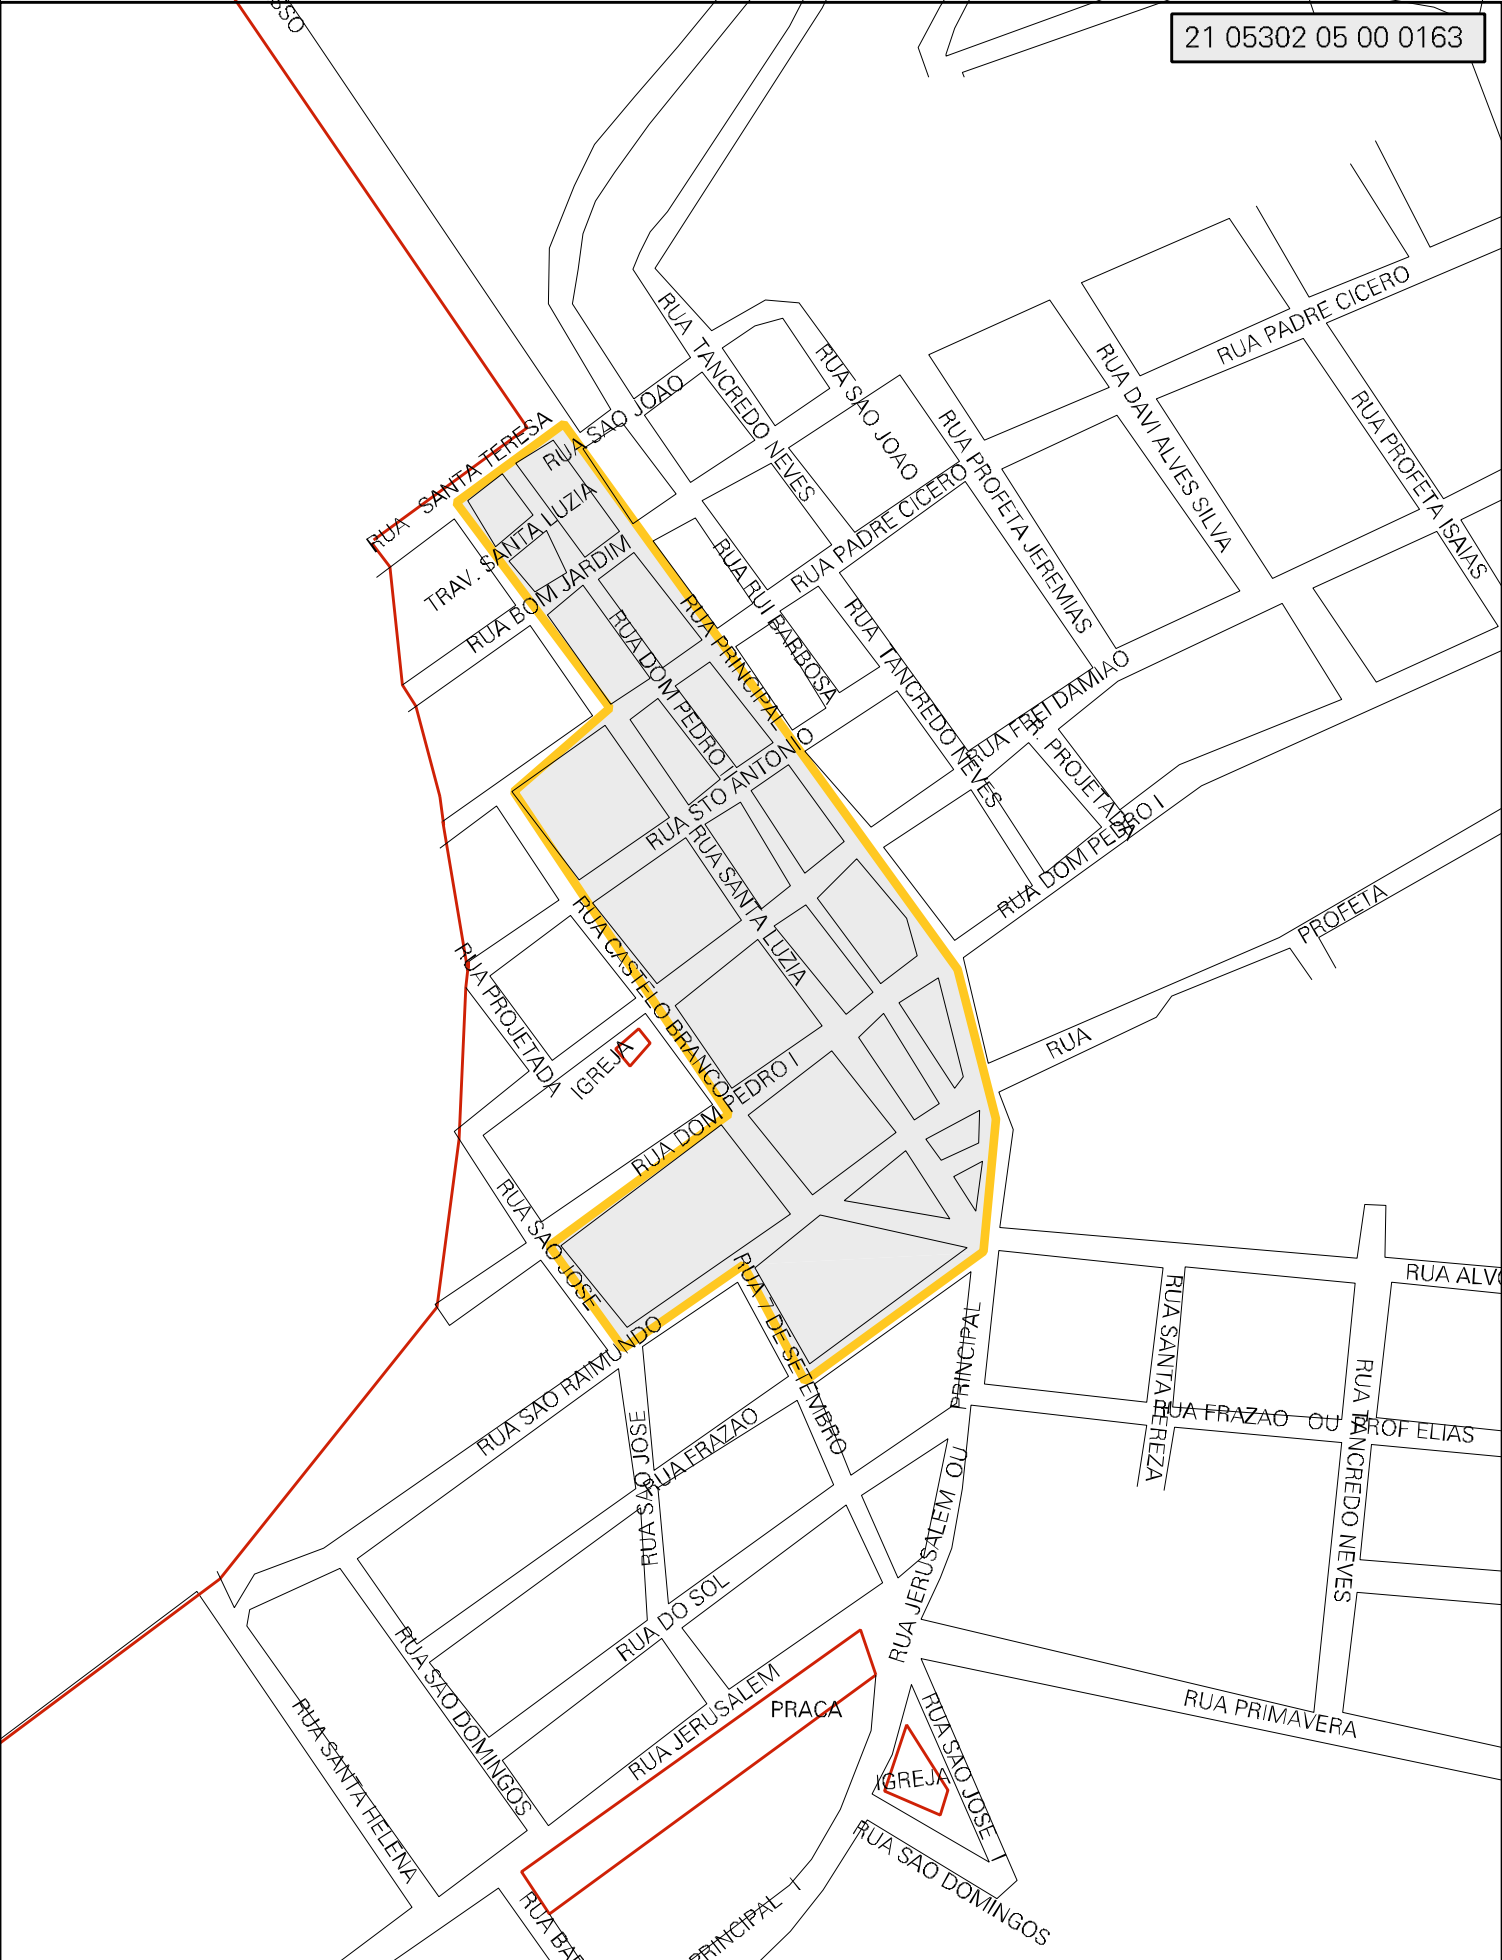 21 05302 05 00 0163
RUA PADRE CICERO
RUA TANCREDO NEVES
RUA SAO JOAO
RUA DAVI ALVES SILVA
RUA SAO JOAO
RUA PROFETA ISAIAS
RUA SANTA TERESA
RUA PROFETA JEREMIAS
RUA PADRE CICERO
TRAV. SANTA LUZIA
RUA BOM JARDIM
RUA RUI BARBOSA
RUA PRINCIPAL
RUA DOM PEDRO
RUA TANCREDO NEVES
RUA FREI DAMIAO
R. PROJETADA
RUA STO ANTONIO
RUA DOM PEDRO I
RUA SANTA LUZIA
RUA CASTELO BRANCO
PROFETA
RUA
RUA PROJETADA
IGREJA
RUA DOM PEDRO I
RUA SAO JOSE
RUA 7 DE SETEMBRO
RUA SANTA TEREZA
RUA SAO RAIMUNDO
RUA TANCREDO NEVES
RUA FRAZAO OU PROF ELIAS
RUA FRAZAO
RUA SAO JOSE
RUA JERUSALEM OU PRINCIPAL
RUA DO SOL
RUA SAO DOMINGOS
RUA JERUSALEM
PRACA
RUA PRIMAVERA
RUA SANTA HELENA
RUA SAO JOSE I
IGREJA
RUA SAO DOMINGOS
PRINCIPAL I